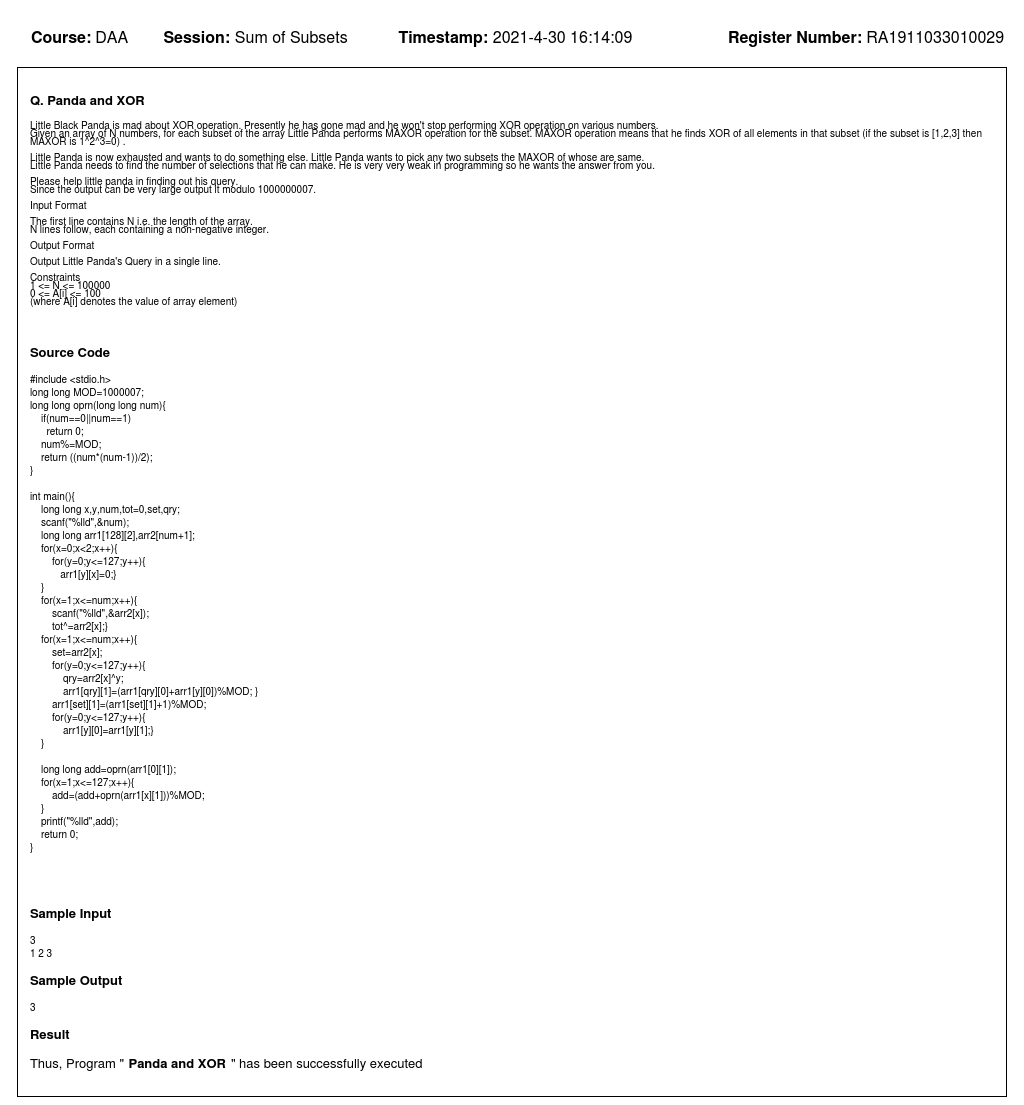 Course: DAA Session: Sum of Subsets Timestamp: 2021-4-30 16:14:09 Register Number: RA1911033010029
Q. Panda and XOR
Little Black Panda is mad about XOR operation. Presently he has gone mad and he won't stop performing XOR operation on various numbers.
Given an array of N numbers, for each subset of the array Little Panda performs MAXOR operation for the subset. MAXOR operation means that he finds XOR of all elements in that subset (if the subset is [1,2,3] then
MAXOR is 1^2^3=0) .
Little Panda is now exhausted and wants to do something else. Little Panda wants to pick any two subsets the MAXOR of whose are same.
Little Panda needs to find the number of selections that he can make. He is very very weak in programming so he wants the answer from you.
Please help little panda in finding out his query.
Since the output can be very large output it modulo 1000000007.
Input Format
The first line contains N i.e. the length of the array.
N lines follow, each containing a non-negative integer.
Output Format
Output Little Panda's Query in a single line.
Constraints
1 <= N <= 100000
0 <= A[i] <= 100
(where A[i] denotes the value of array element)
Source Code
#include <stdio.h>
long long MOD=1000007;
long long oprn(long long num){
if(num==0||num==1)
return 0;
num%=MOD;
return ((num*(num-1))/2);
}
int main(){
long long x,y,num,tot=0,set,qry;
scanf("%lld",&num);
long long arr1[128][2],arr2[num+1];
for(x=0;x<2;x++){
for(y=0;y<=127;y++){
arr1[y][x]=0;}
}
for(x=1;x<=num;x++){
scanf("%lld",&arr2[x]);
tot^=arr2[x];}
for(x=1;x<=num;x++){
set=arr2[x];
for(y=0;y<=127;y++){
qry=arr2[x]^y;
arr1[qry][1]=(arr1[qry][0]+arr1[y][0])%MOD; }
arr1[set][1]=(arr1[set][1]+1)%MOD;
for(y=0;y<=127;y++){
arr1[y][0]=arr1[y][1];}
}
long long add=oprn(arr1[0][1]);
for(x=1;x<=127;x++){
add=(add+oprn(arr1[x][1]))%MOD;
}
printf("%lld",add);
return 0;
}
Sample Input
3
1 2 3
Sample Output
3
Result
Thus, Program " Panda and XOR " has been successfully executed